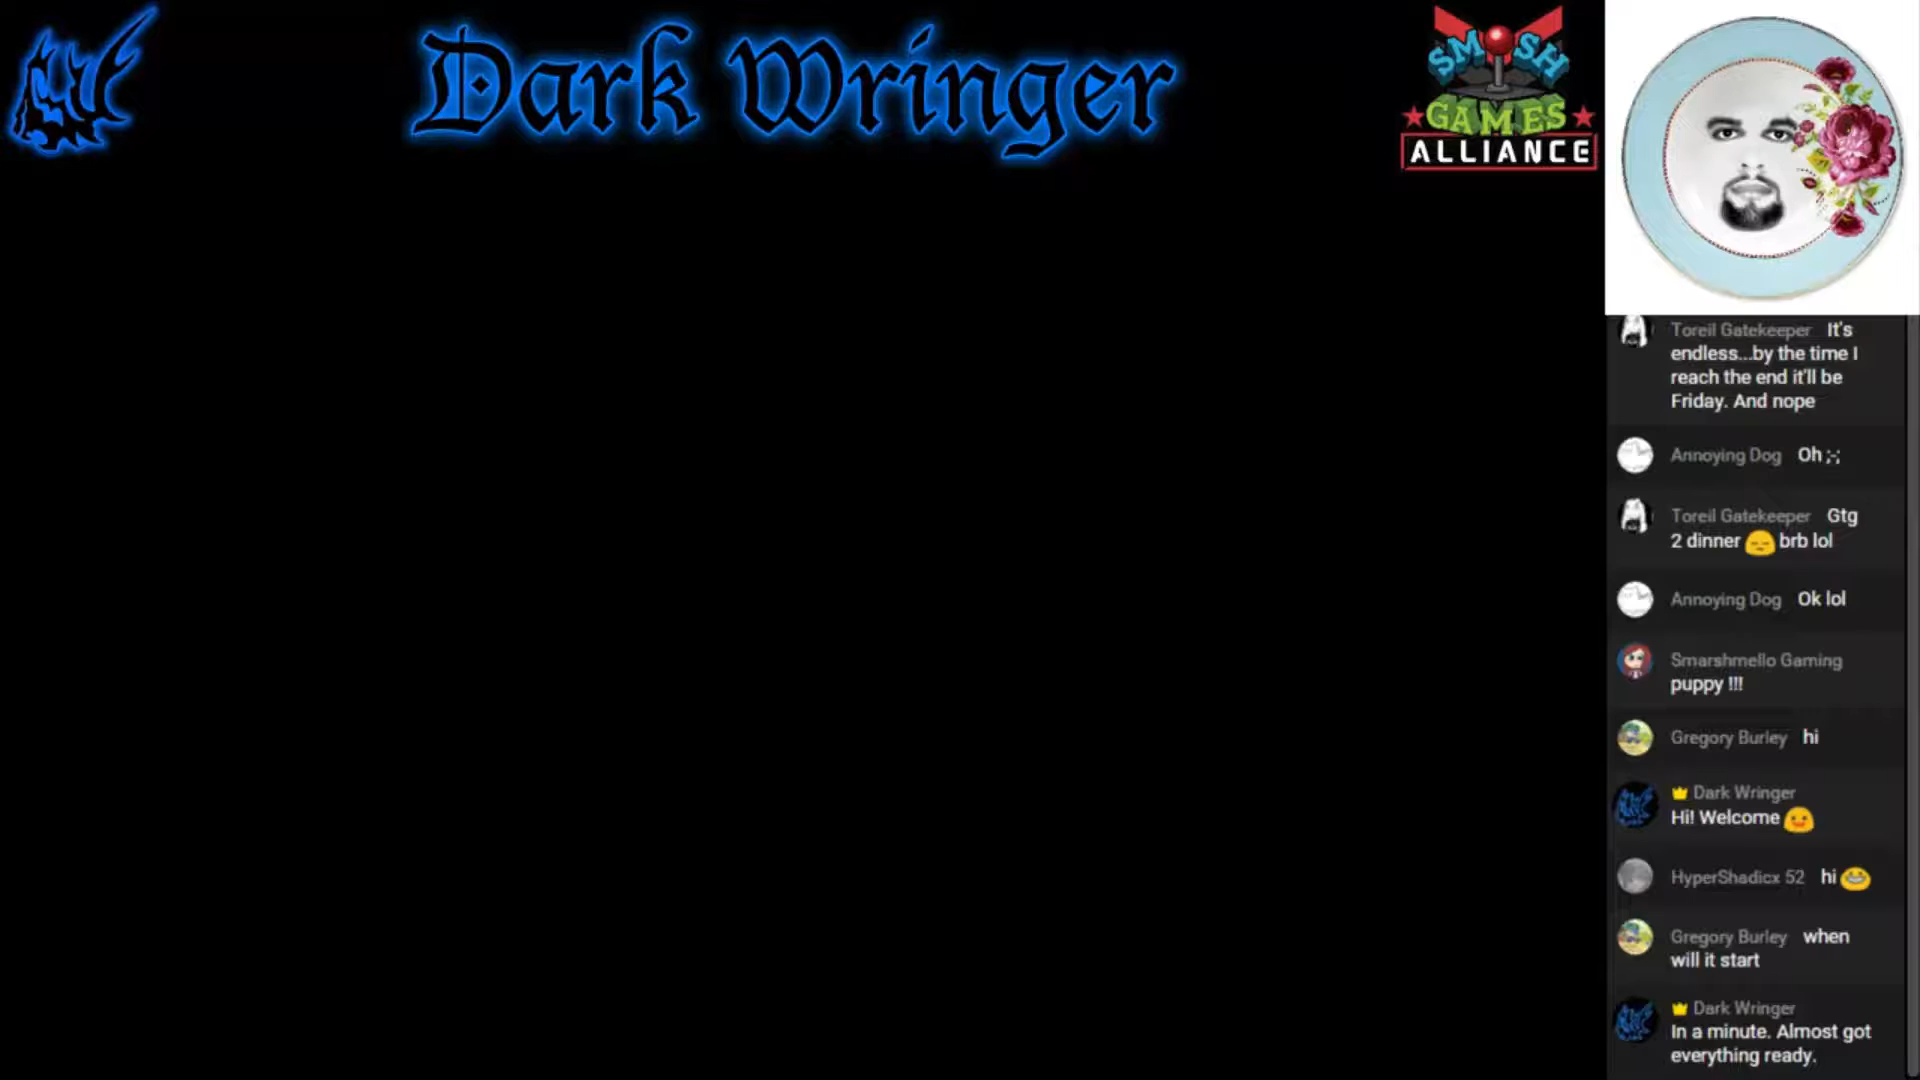 Dark Wringer
SMOSH
GAMES
ALLIANCE
Toreil Gatekeeper It's
endless...by the time I
reach the end it'll be
Friday. And nope
Annoying Dog Oh ;-;
Toreil Gatekeeper Gtg
2 dinner brb lol
Annoying Dog Ok lol
Smarshmello Gaming
puppy !!!
Gregory Burley hi
Dark Wringer
Hi! Welcome
HyperShadicx 52 hi
Gregory Burley when
will it start
Dark Wringer
In a minute. Almost got
everything ready.